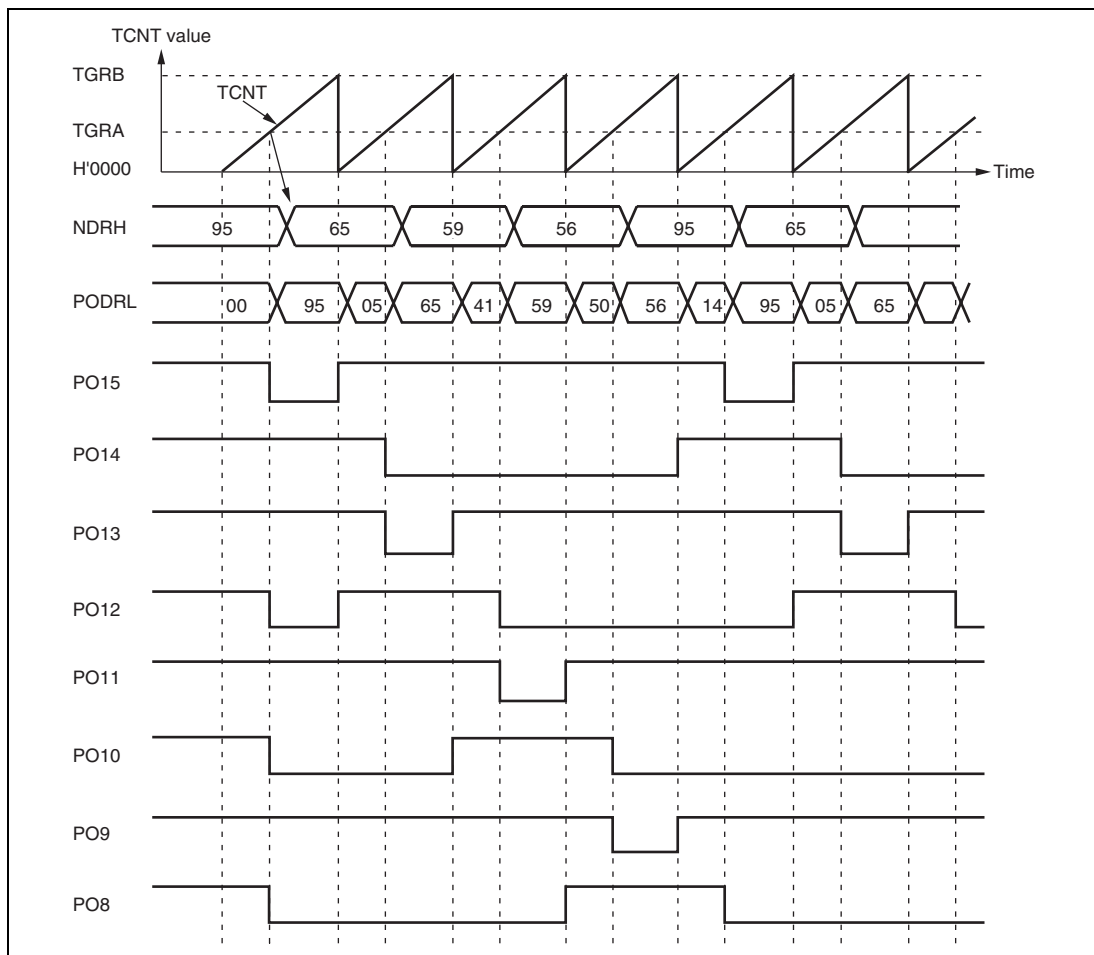 TCNT value
TGRB
TCNT
TGRA
H'0000
Time
NDRH 95 65 59 56 95 65
PODRL 00 95 05 65 41 59 50 56 14 95 05 65
PO15
PO14
PO13
PO12
PO11
PO10
PO9
PO8